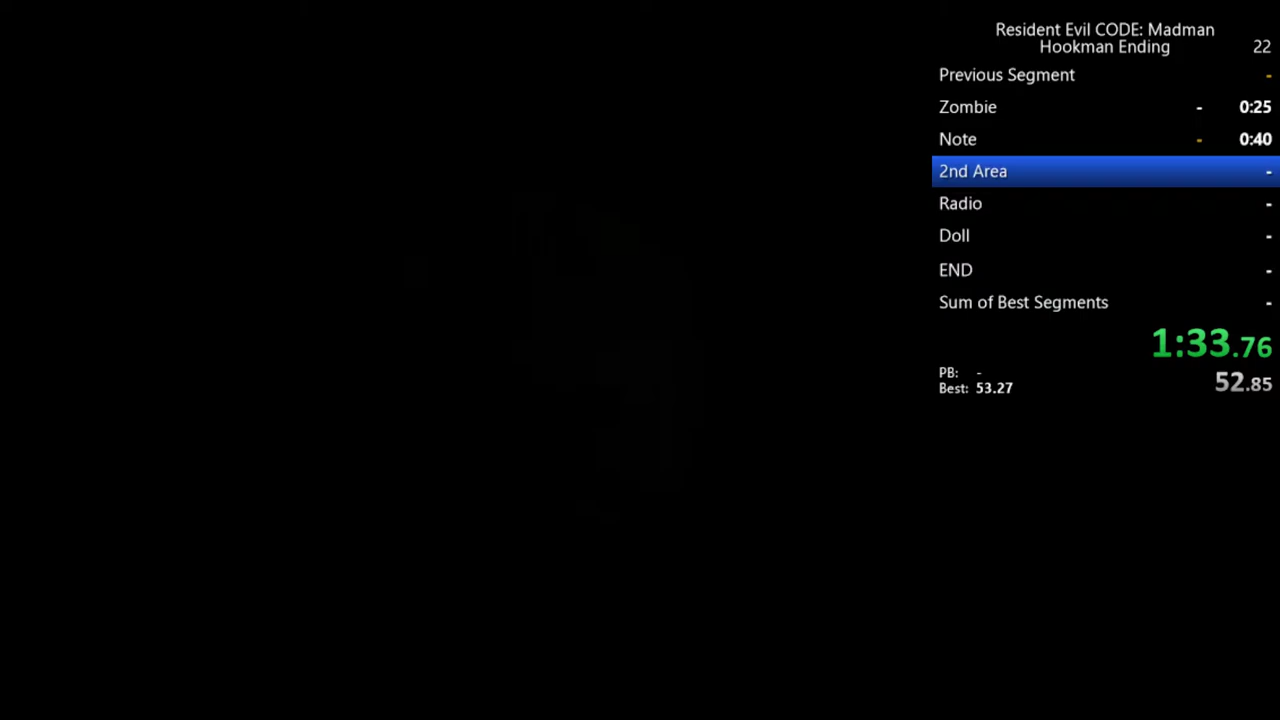 Resident Evil CODE: Madman
Hookman Ending 22
Previous Segment -
Zombie - 0:25
Note - 0:40
2nd Area -
Radio -
Doll -
END -
Sum of Best Segments -
1:33.76
PB: -
52.85
Best: 53.27